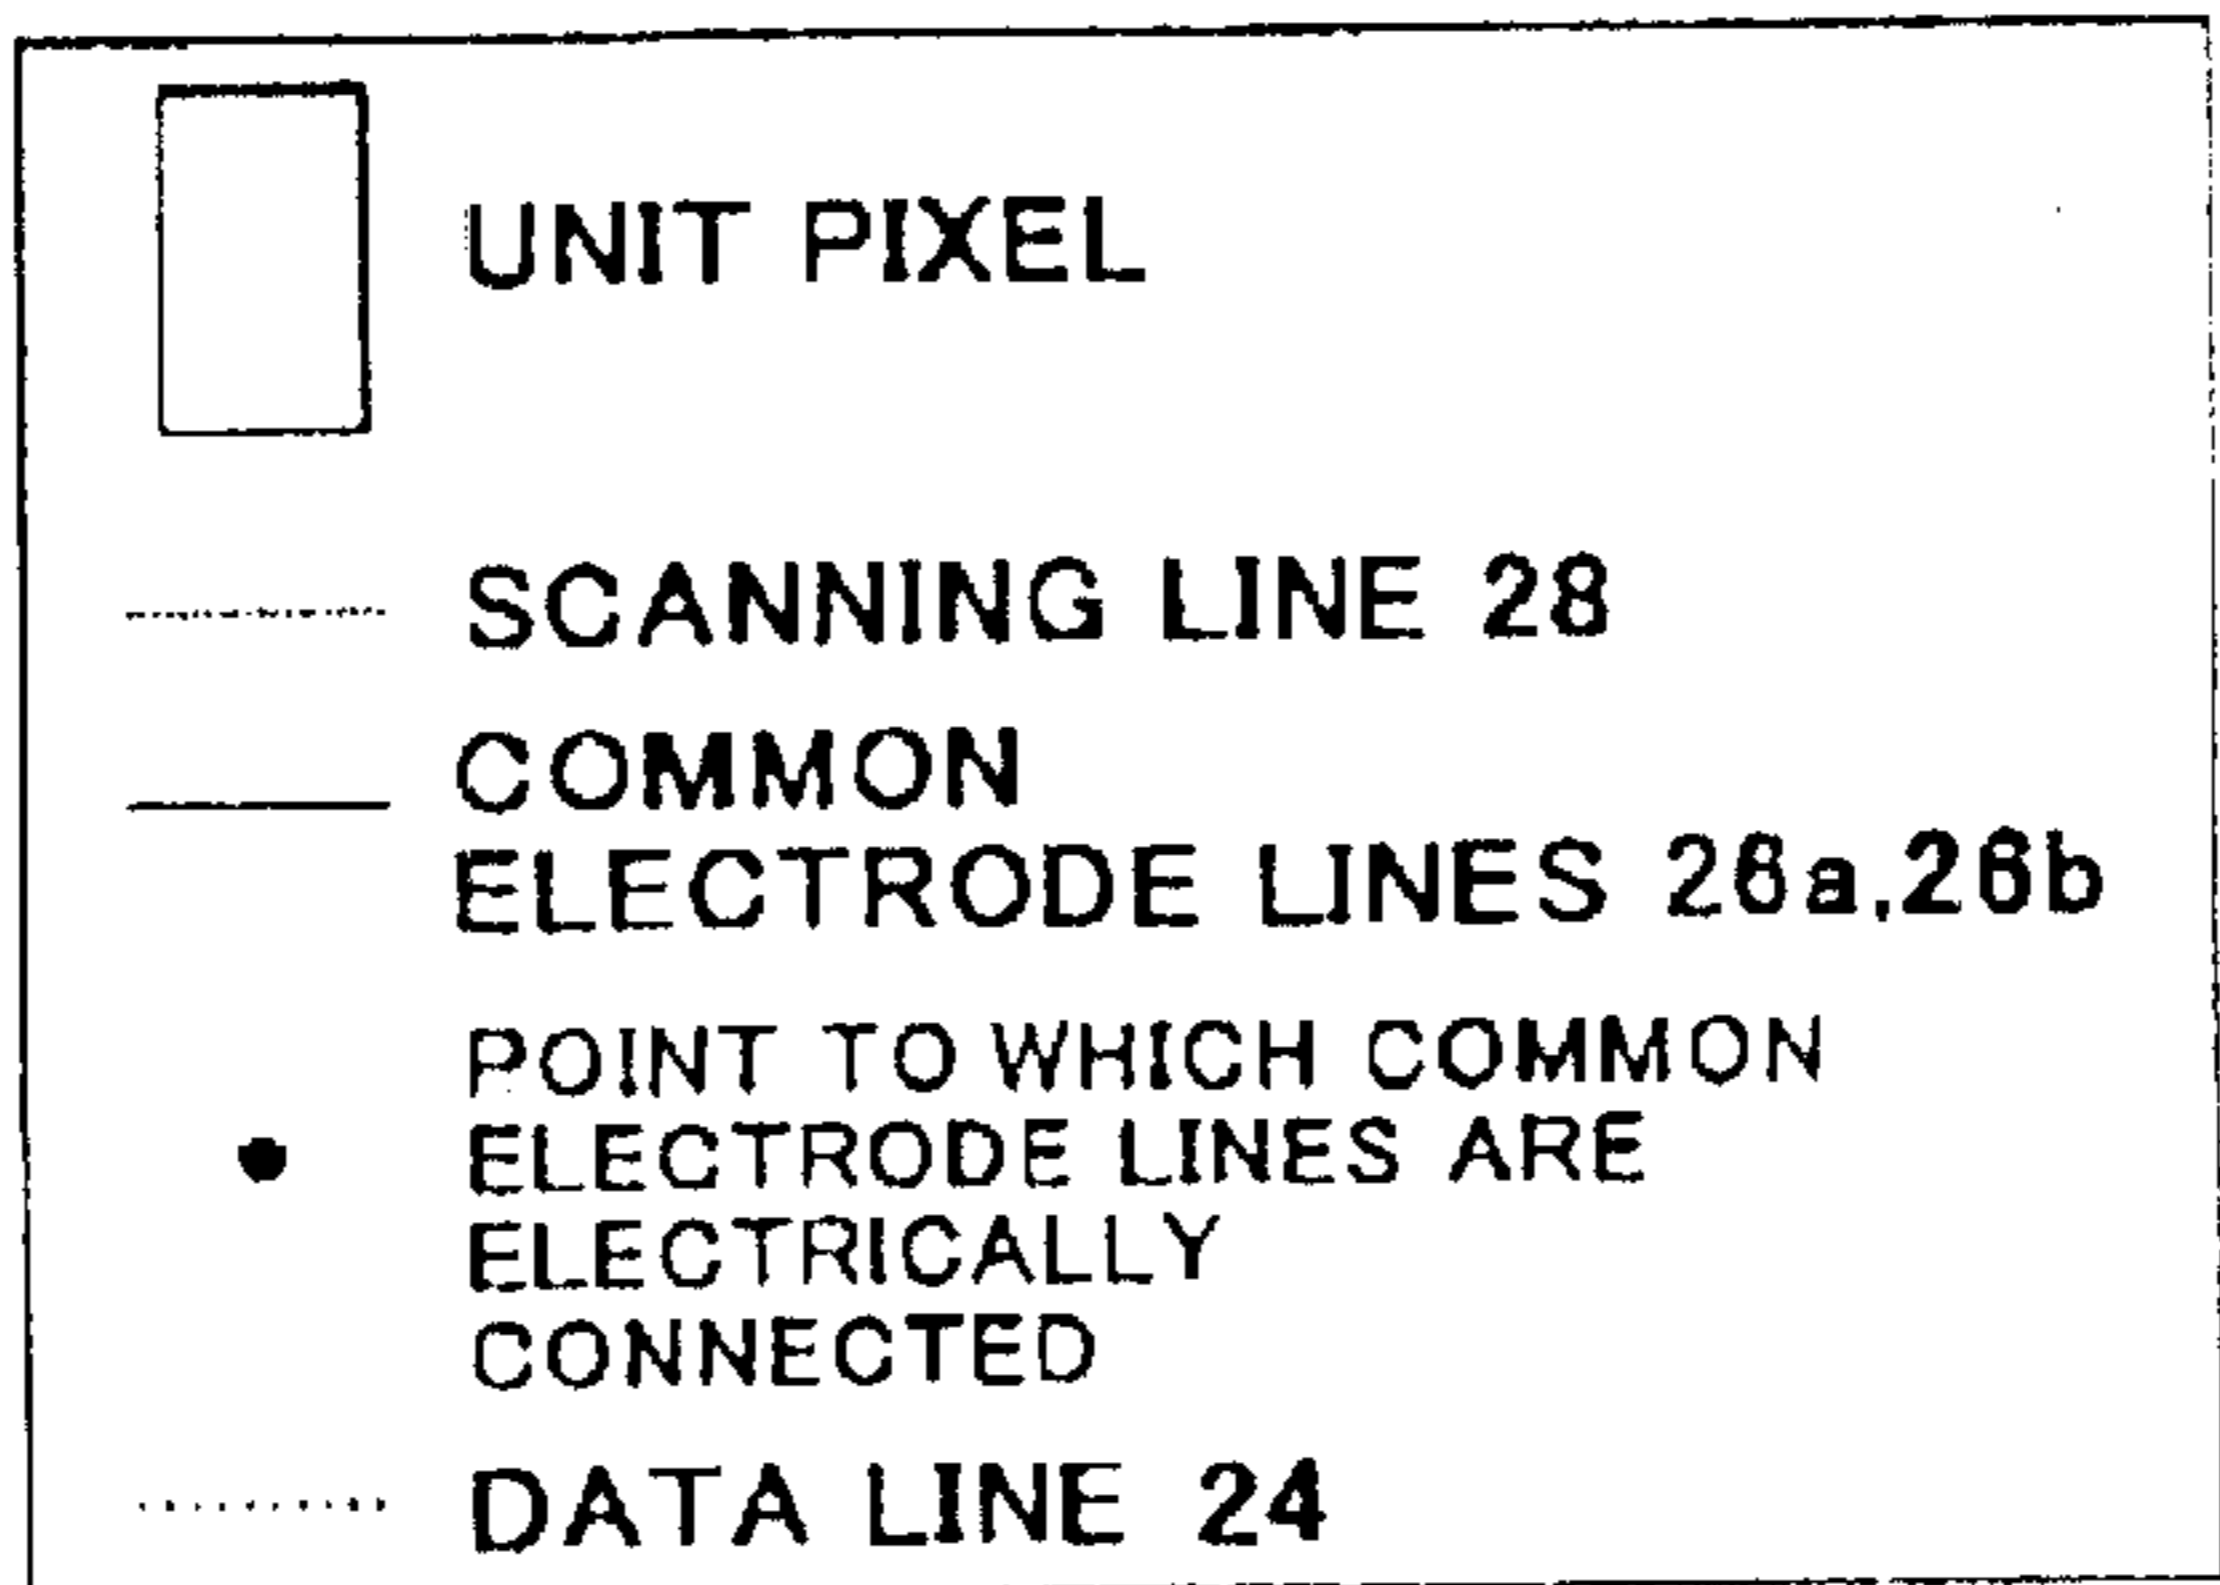 UNIT PIXEL
SCANNING LINE 28
COMMON
ELECTRODE LINES 26a,26b
POINT TO WHICH COMMON
ELECTRODE LINES ARE
ELECTRICALLY
CONNECTED
DATA LINE 24